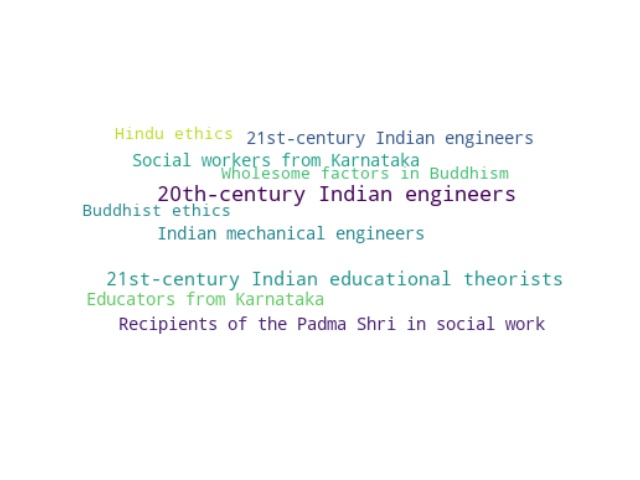 Hindu ethics
21st-century Indian engineers
Social workers from Karnataka
Wholesome factors in Buddhism
20th-century Indian engineers
Buddhist ethics
Indian mechanical engineers
21st-century Indian educational theorists
Educators from Karnataka
Recipients of the Padma Shri in social work